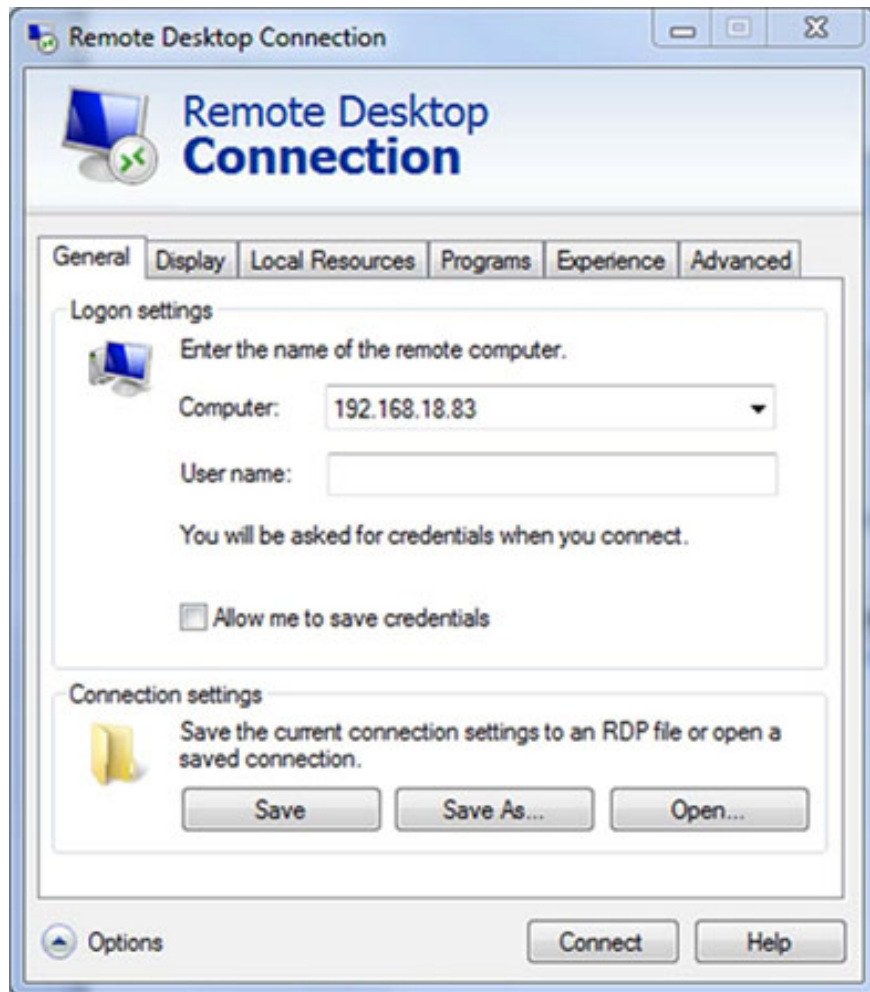 Remote Desktop Connection
Remote Desktop
Connection
General Display Local Resources Programs Experience Advanced
Logon settings
Enter the name of the remote computer.
Computer: 192.168.18.83
User name:
You will be asked for credentials when you connect.
Allow me to save credentials
Connection settings
Save the current connection settings to an RDP file or open a
saved connection.
Save Save As... Open...
Options Connect Help